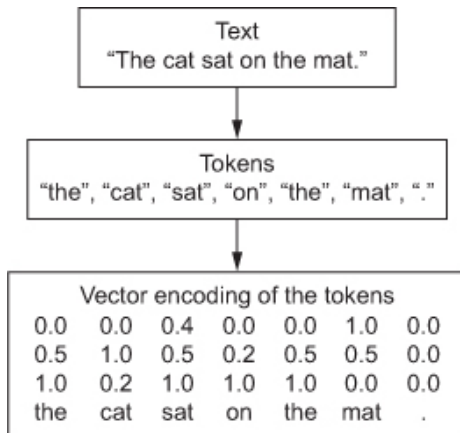 Text
“The cat sat on the mat.”
Tokens
“the”, “cat”, “sat”, “on”, “the”, “mat”, “.”
Vector encoding of the tokens
0.0 0.0 0.4 0.0 0.0 1.0 0.0
0.5 1.0 0.5 0.2 0.5 0.5 0.0
1.0 0.2 1.0 1.0 1.0 0.0 0.0
the cat sat on the mat .